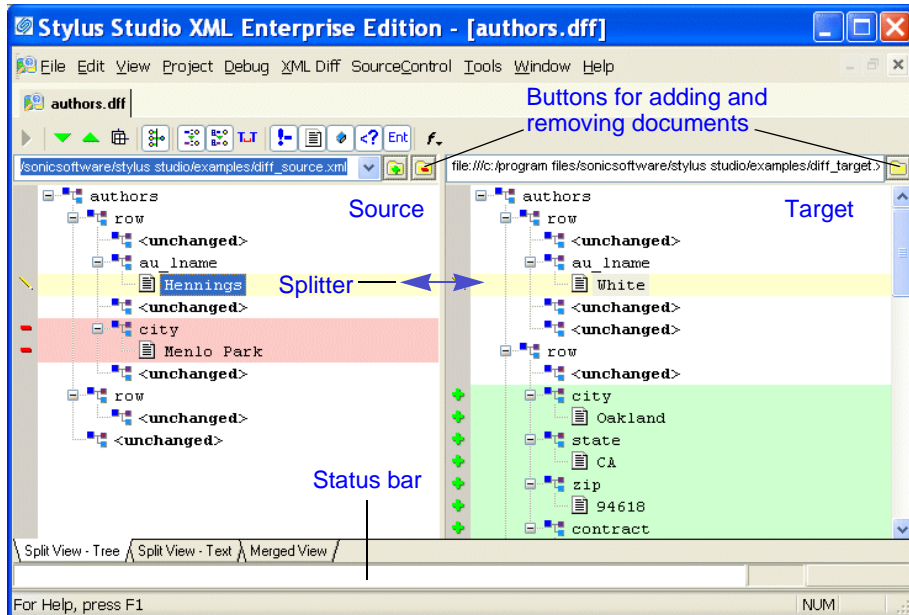 Stylus Studio XML Enterprise Edition - [authors.dff]
File Edit View Project Debug XML Diff SourceControl Tools Window Help
authors.dff
Buttons for adding and
removing documents
TxT !- <? Ent f
/sonicsoftware/stylus studio/examples/diff_source.xml
file:///c:/program files/sonicsoftware/stylus studio/examples/diff_target.x
Source
authors
row
<unchanged>
au_lname
Hennings
<unchanged>
city
Menlo Park
<unchanged>
row
<unchanged>
<unchanged>
Splitter
Target
authors
row
<unchanged>
au_lname
White
<unchanged>
<unchanged>
row
<unchanged>
city
Oakland
state
CA
zip
94618
contract
Status bar
Split View - Tree Split View - Text Merged View
For Help, press F1 NUM